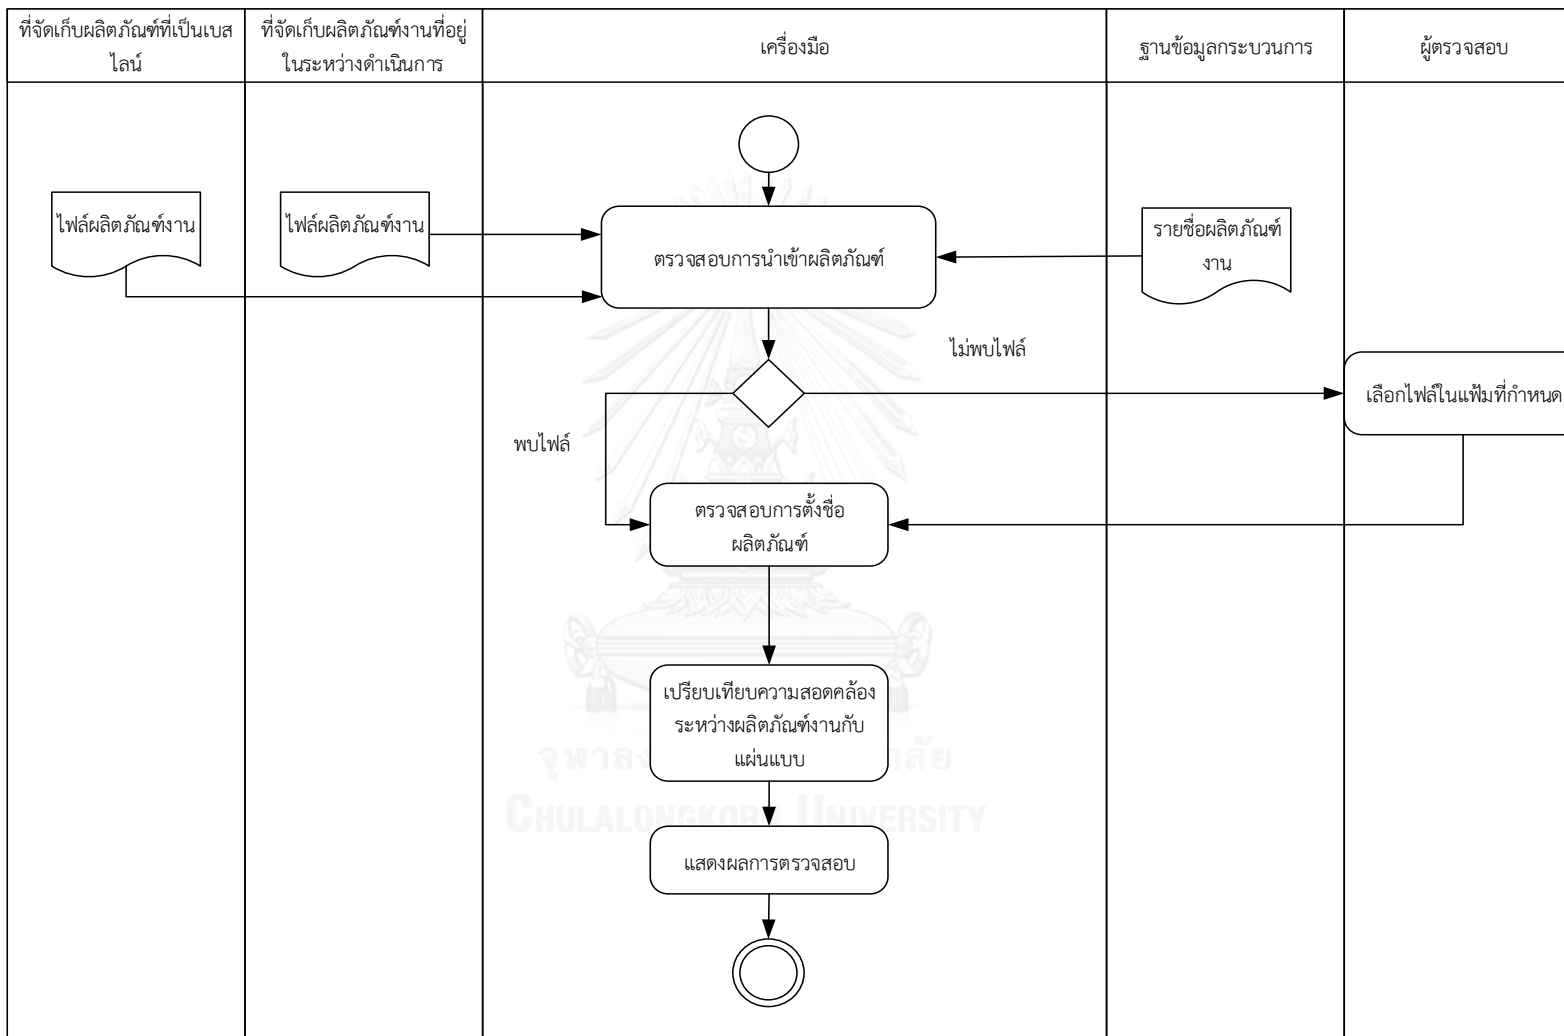 ที่จัดเก็บผลิตภัณฑ์ที่เป็นเบส
ไลน์
ที่จัดเก็บผลิตภัณฑ์งานที่อยู่
ในระหว่างดำเนินการ
เครื่องมือ
ฐานข้อมูลกระบวนการ
ผู้ตรวจสอบ
ไฟล์ผลิตภัณฑ์งาน
ไฟล์ผลิตภัณฑ์งาน
ตรวจสอบการนำเข้าผลิตภัณฑ์
รายชื่อผลิตภัณฑ์
งาน
ไม่พบไฟล์
เลือกไฟล์ในแฟ้มที่กำหนด
พบไฟล์
ตรวจสอบการตั้งชื่อ
ผลิตภัณฑ์
เปรียบเทียบความสอดคล้อง
ระหว่างผลิตภัณฑ์งานกับ
แผ่นแบบ
แสดงผลการตรวจสอบ
CHULALONGKORN UNIVERSITY